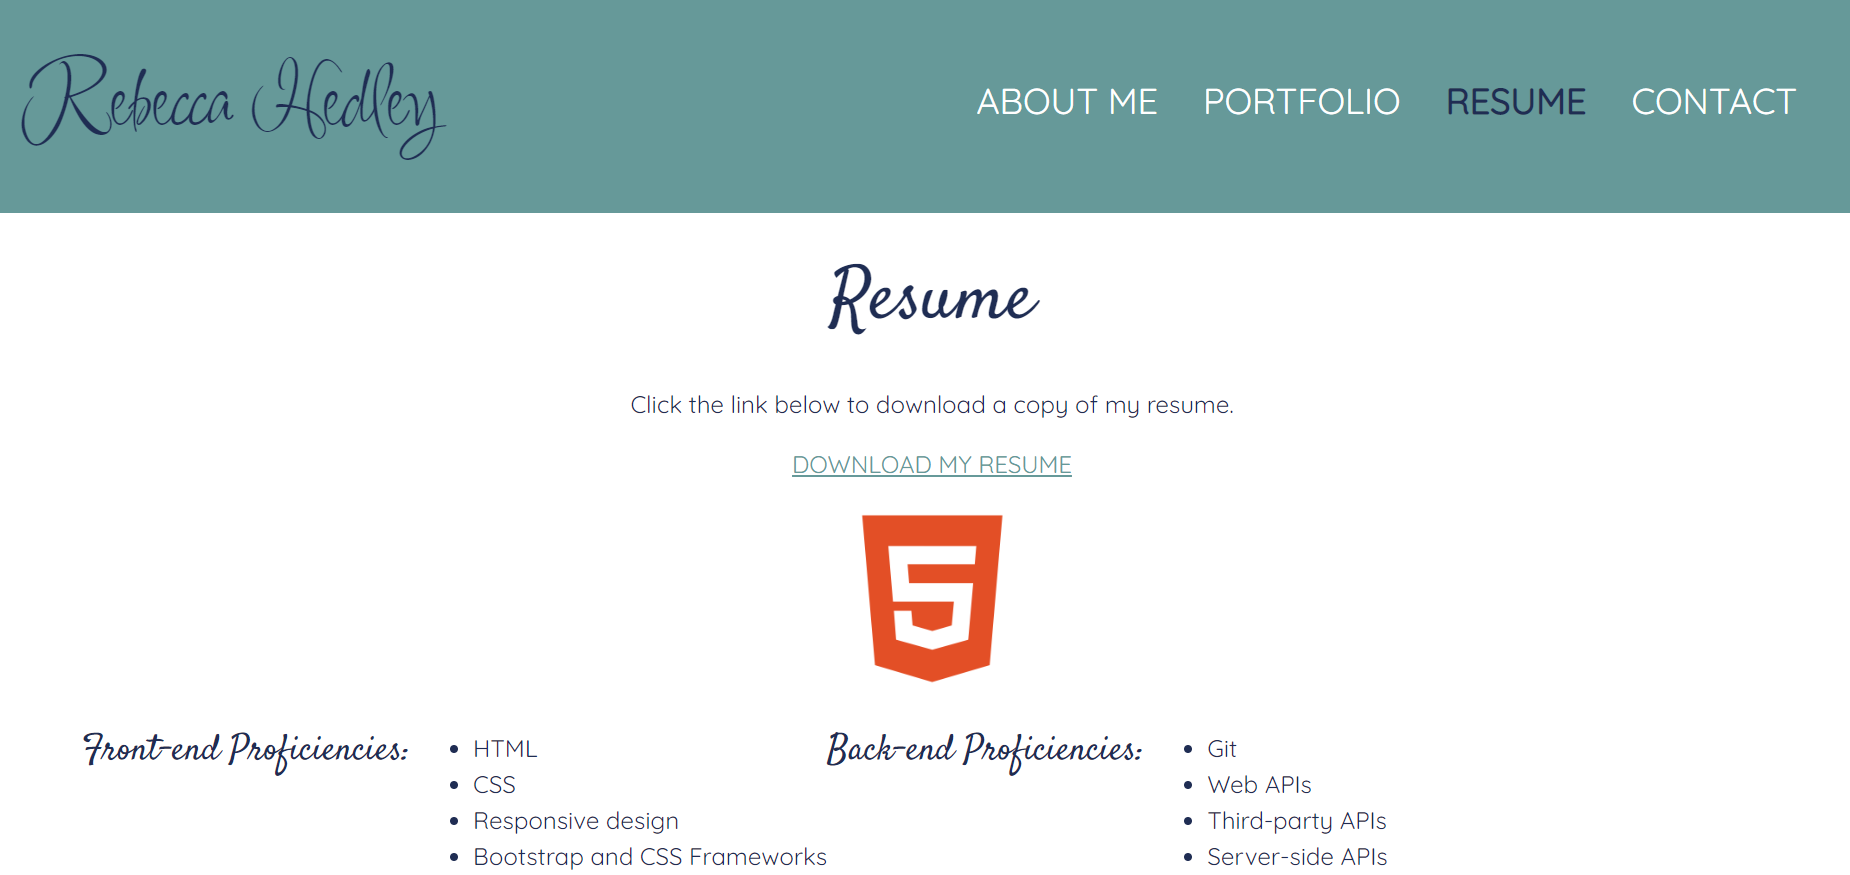 Rebecca Hedley
ABOUT ME PORTFOLIO RESUME CONTACT
Resume
Click the link below to download a copy of my resume.
DOWNLOAD MY RESUME
5
Front-end Proficiencies:
HTML
CSS
Responsive design
Bootstrap and CSS Frameworks
Back-end Proficiencies:
Git
Web APIs
Third-party APIs
Server-side APIs